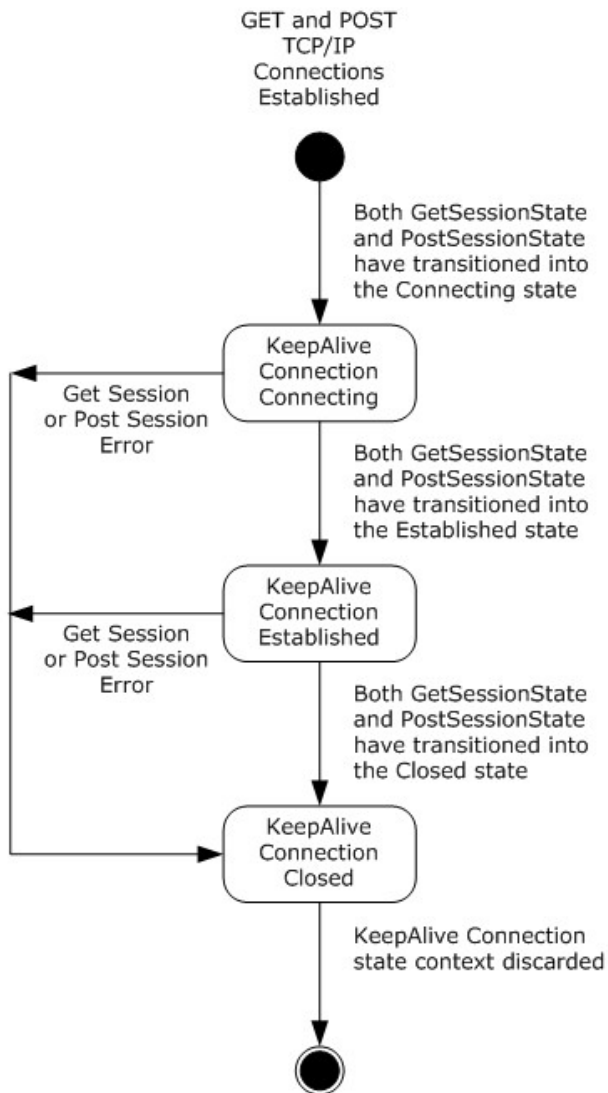 GET and POST
TCP/IP
Connections
Established
Both GetSessionState
and PostSessionState
have transitioned into
the Connecting state
KeepAlive
Connection
Connecting
Get Session
or Post Session
Error
Both GetSessionState
and PostSessionState
have transitioned into
the Established state
KeepAlive
Connection
Established
Get Session
or Post Session
Error
Both GetSessionState
and PostSessionState
have transitioned into
the Closed state
KeepAlive
Connection
Closed
KeepAlive Connection
state context discarded